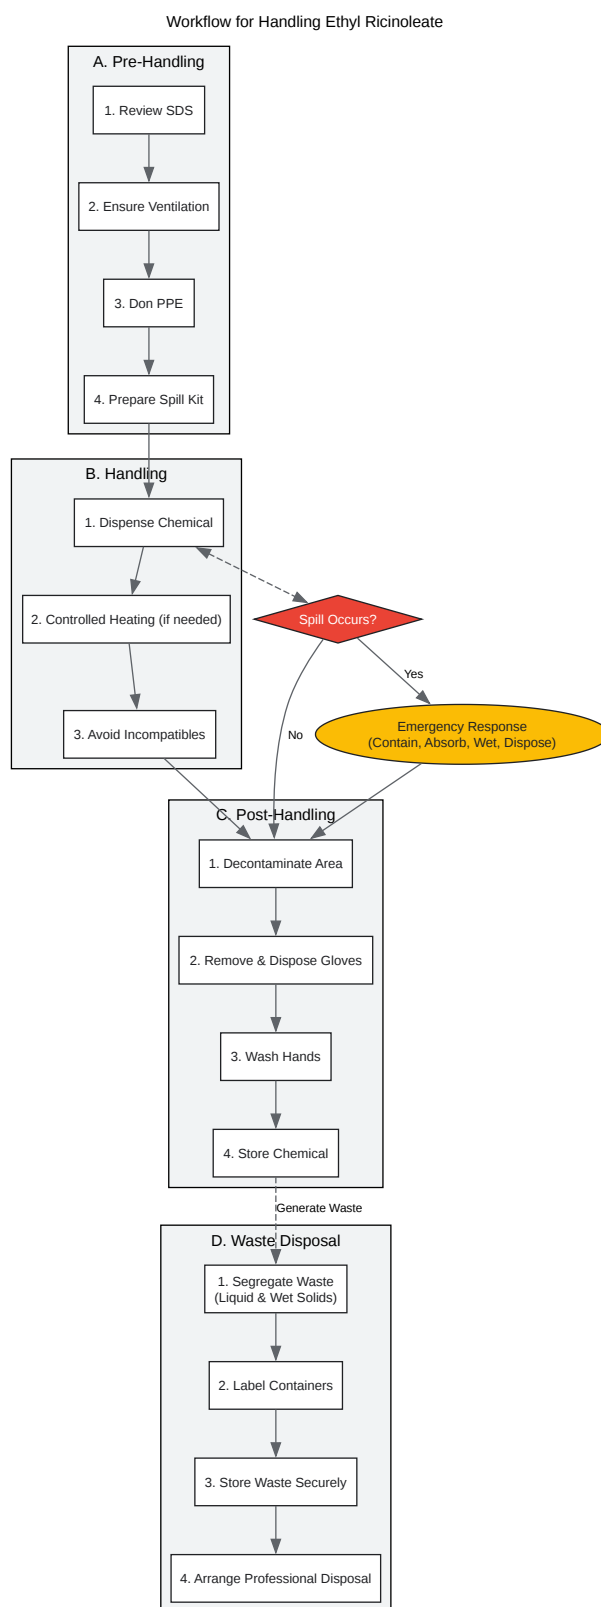 Workflow for Handling Ethyl Ricinoleate
A. Pre-Handling
1. Review SDS
2. Ensure Ventilation
3. Don PPE
4. Prepare Spill Kit
B. Handling
1. Dispense Chemical
2. Controlled Heating (if needed)
Spill Occurs?
Yes
3. Avoid Incompatibles
No
Emergency Response
(Contain, Absorb, Wet, Dispose)
C. Post-Handling
1. Decontaminate Area
2. Remove & Dispose Gloves
3. Wash Hands
4. Store Chemical
Generate Waste
D. Waste Disposal
1. Segregate Waste
(Liquid & Wet Solids)
2. Label Containers
3. Store Waste Securely
4. Arrange Professional Disposal